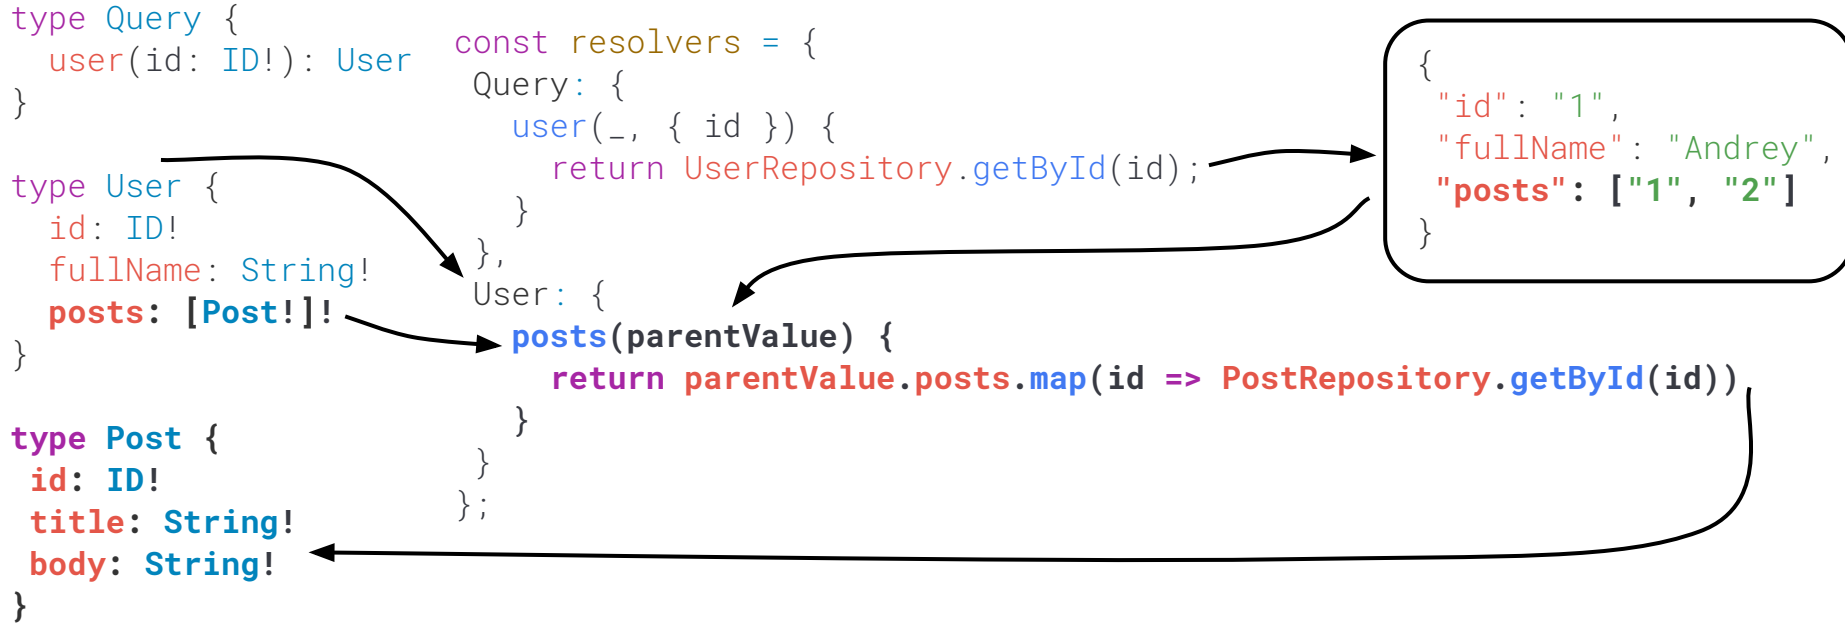 type Query {
  user(id: ID!): User
}
type User {
  id: ID!
  fullName: String!
  posts: [Post!]!
}
type Post {
 id: ID!
 title: String!
 body: String!
}
const resolvers = {
 Query: {
   user(_, { id }) {
     return UserRepository.getById(id);
   }
 },
 User: {
   posts(parentValue) {
     return parentValue.posts.map(id => PostRepository.getById(id))
   }
 }
};
{
 "id": "1",
 "fullName": "Andrey",
 "posts": ["1", "2"]
}